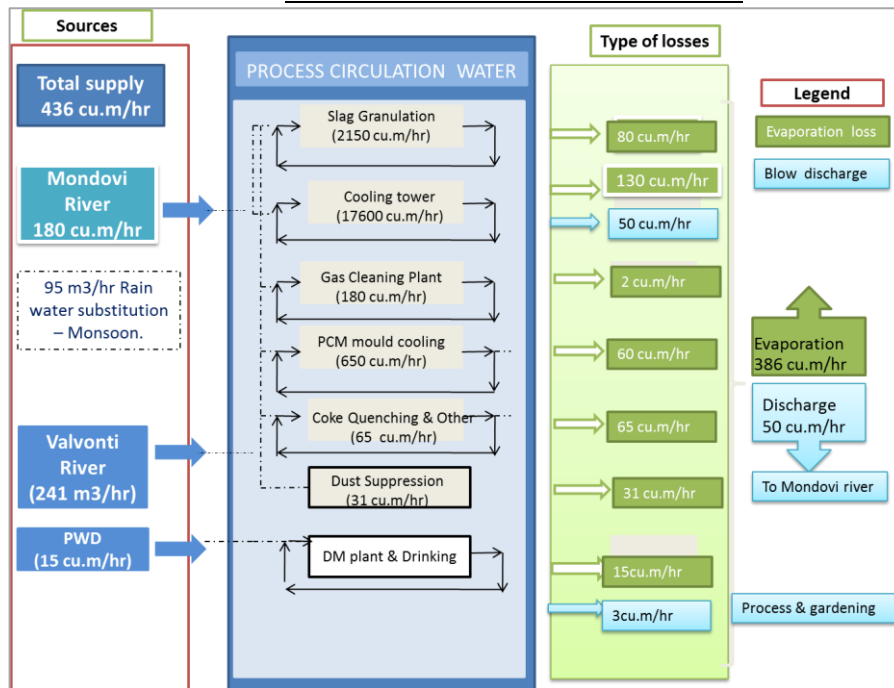 Sources
Total supply
436 cu.m/hr
Mondovi
River
180 cu.m/hr
95 m3/hr Rain
water substitution
– Monsoon.
Valvonti
River
(241 m3/hr)
PWD
(15 cu.m/hr)
PROCESS CIRCULATION WATER
Slag Granulation
(2150 cu.m/hr)
Cooling tower
(17600 cu.m/hr)
Gas Cleaning Plant
(180 cu.m/hr)
PCM mould cooling
(650 cu.m/hr)
Coke Quenching & Other
(65 cu.m/hr)
Dust Suppression
(31 cu.m/hr)
DM plant & Drinking
Type of losses
80 cu.m/hr
130 cu.m/hr
50 cu.m/hr
2 cu.m/hr
60 cu.m/hr
65 cu.m/hr
31 cu.m/hr
15cu.m/hr
3cu.m/hr
Legend
Evaporation loss
Blow discharge
Evaporation
386 cu.m/hr
Discharge
50 cu.m/hr
To Mondovi river
Process & gardening